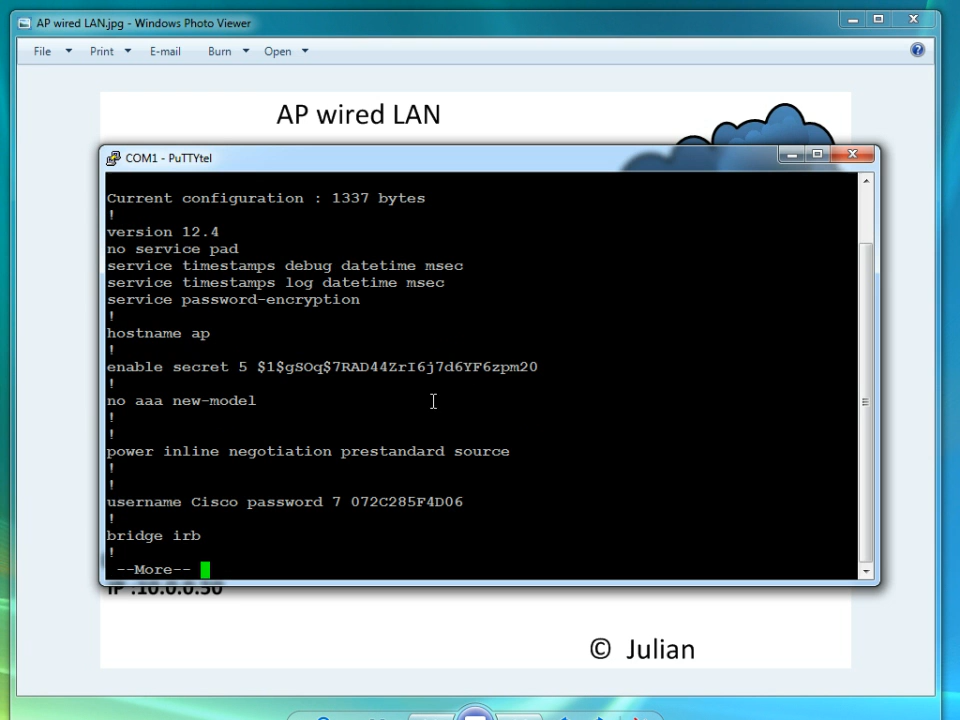 AP wired LAN.jpg - Windows Photo Viewer
File Print E-mail Burn Open
AP wired LAN
COM1 - PuTTYtel
Current configuration : 1337 bytes
!
version 12.4
no service pad
service timestamps debug datetime msec
service timestamps log datetime msec
service password-encryption
!
hostname ap
!
enable secret 5 $1$gSOq$7RAD44ZrI6j7d6YF6zpm20
!
no aaa new-model
!
!
power inline negotiation prestandard source
!
!
username Cisco password 7 072C285F4D06
!
bridge irb
!
--More--
IP :10.0.0.50
© Julian